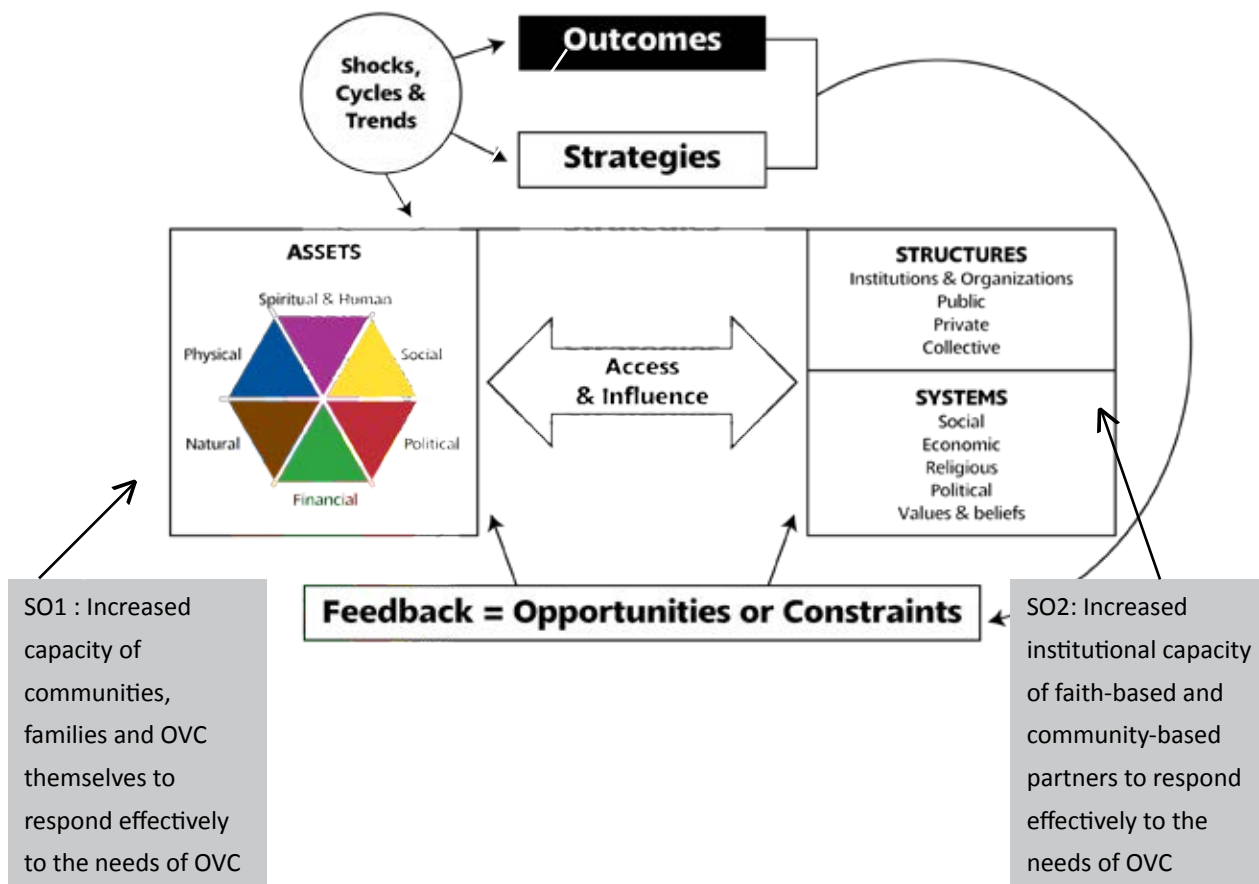 Outcomes
Shocks,
Cycles &
Trends
Strategies
Strategies
ASSETS
Spiritual & Human
Physical
Social
Natural
Political
Financial
Access
& Influence
STRUCTURES
Institutions & Organizations
Public
Private
Collective
SYSTEMS
Social
Economic
Religious
Political
Values & beliefs
Feedback = Opportunities or Constraints
SO1 : Increased
capacity of
communities,
families and OVC
themselves to
respond effectively
to the needs of OVC
SO2: Increased
institutional capacity
of faith-based and
community-based
partners to respond
effectively to the
needs of OVC